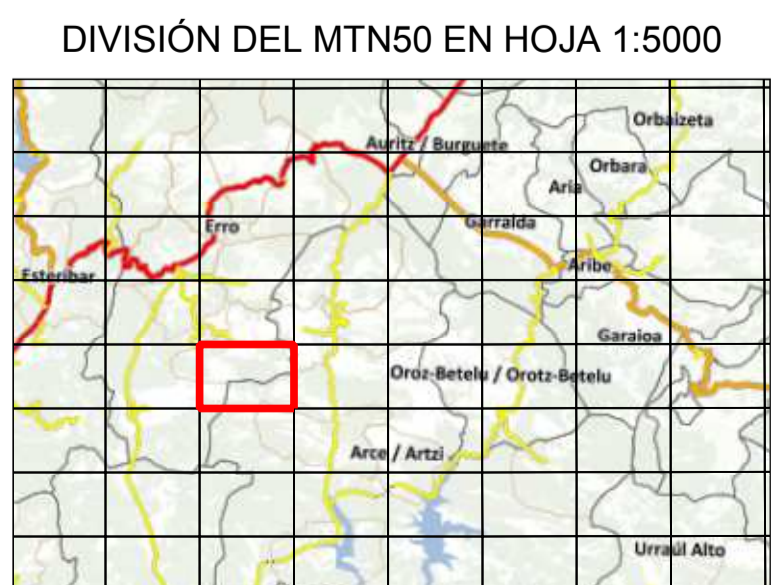 DIVISIÓN DEL MTN50 EN HOJA 1:5000
Orbaizeta
Auritz / Burguete
Orbara
Aria
Erro
Garralda
Aribe
Esteribar
Garaioa
Oroz-Betelu / Orotz-Betelu
Arce / Artzi
Urraúl Alto